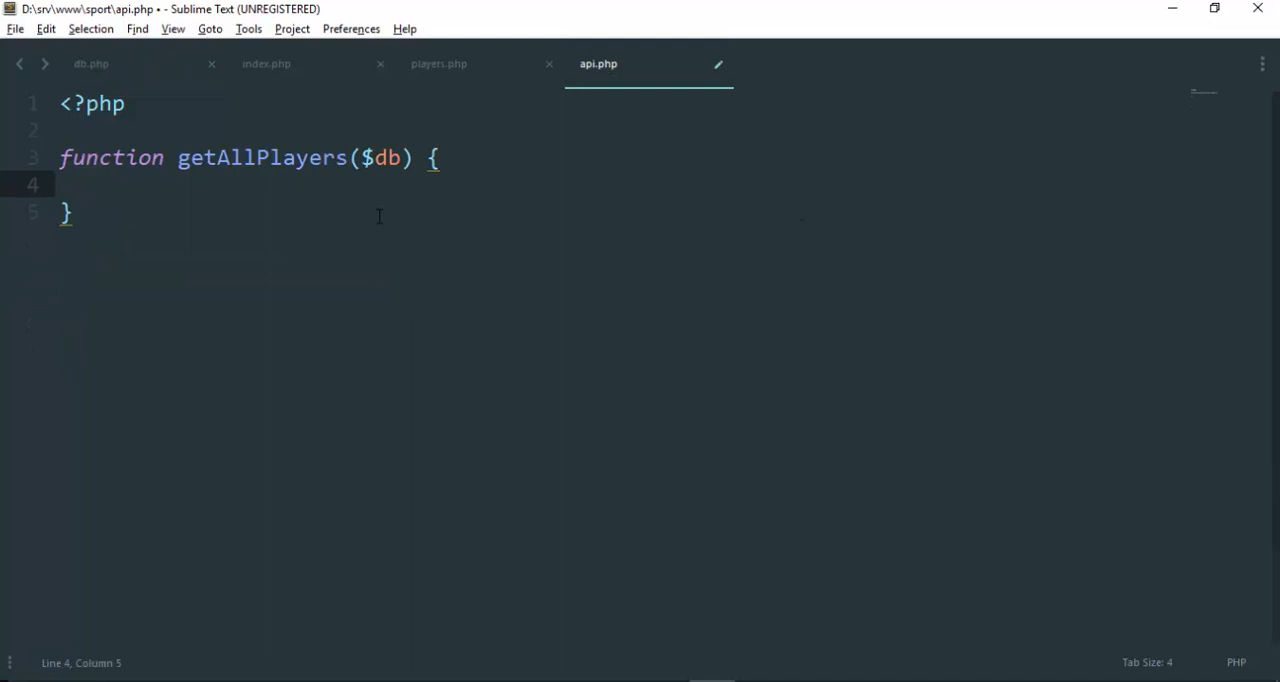 D:\srv\www\sport\api.php • - Sublime Text (UNREGISTERED)
File Edit Selection Find View Goto Tools Project Preferences Help
db.php index.php players.php api.php
1 <?php
2
3 function getAllPlayers($db) {
4
5 }
Line 4, Column 5 Tab Size: 4 PHP